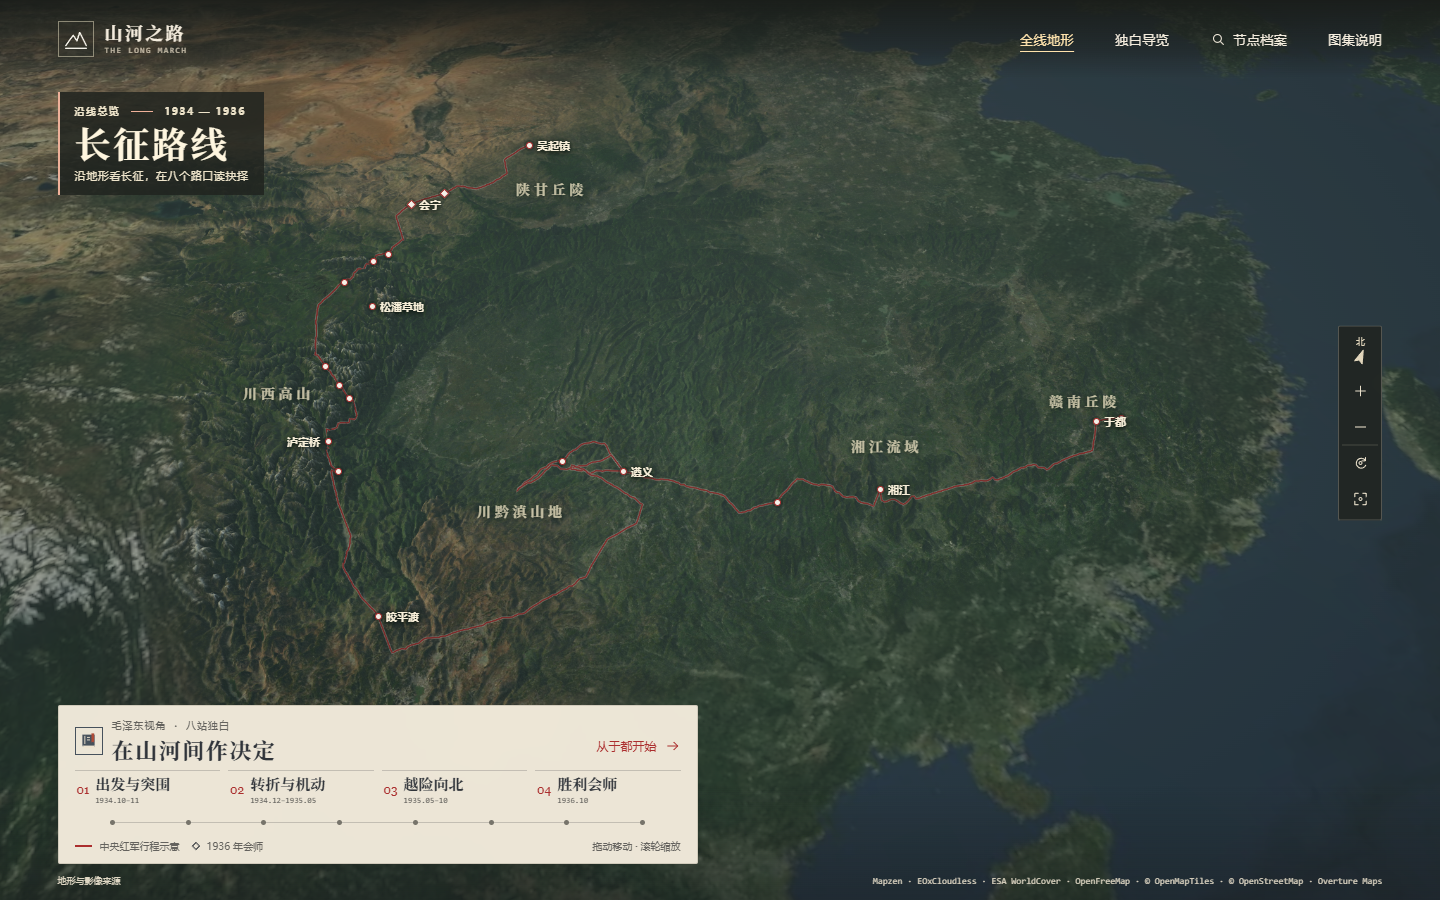 山河之路
THE LONG MARCH
全线地形
独白导览
节点档案
图集说明
沿线总览 —— 1934 — 1936
长征路线
沿地形看长征，在八个路口读抉择
吴起镇
陕甘丘陵
会宁
松潘草地
川西高山
泸定桥
遵义
川黔滇山地
皎平渡
湘江流域
湘江
赣南丘陵
于都
北
毛泽东视角 · 八站独白
在山河间作决定
从于都开始 →
01 出发与突围
1934.10–11
02 转折与机动
1934.12–1935.05
03 越险向北
1935.05–10
04 胜利会师
1936.10
中央红军行程示意
1936 年会师
拖动移动 · 滚轮缩放
地形与影像来源
Mapzen · EOxCloudless · ESA WorldCover · OpenFreeMap · © OpenMapTiles · © OpenStreetMap · Overture Maps